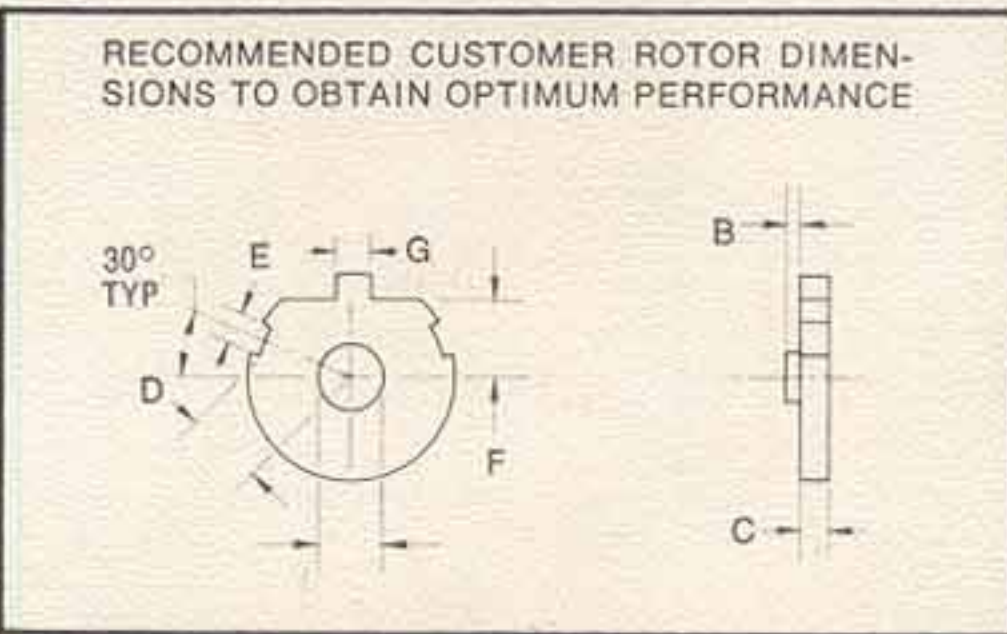 RECOMMENDED CUSTOMER ROTOR DIMEN-
SIONS TO OBTAIN OPTIMUM PERFORMANCE
30°
TYP
E
G
D
F
B
C